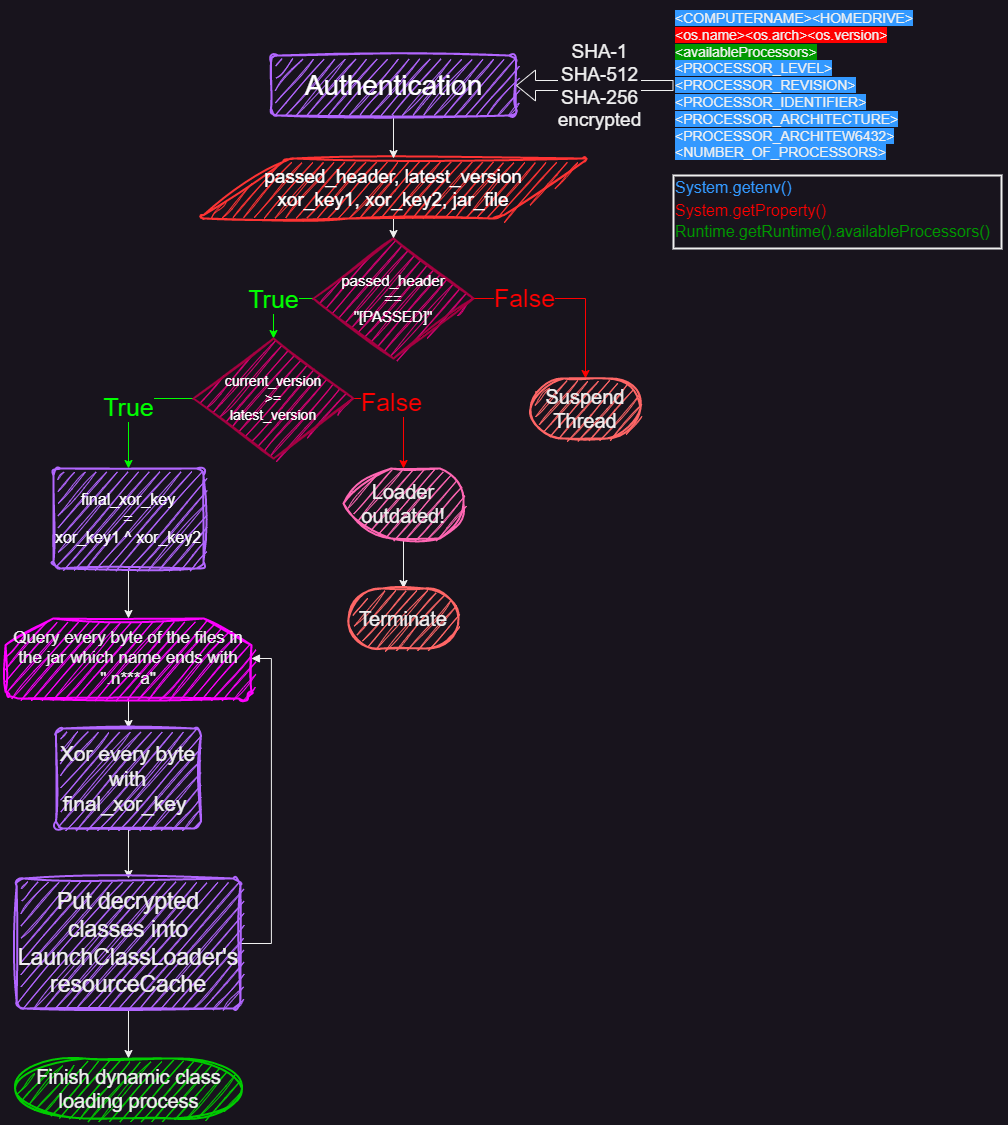 <COMPUTERNAME><HOMEDRIVE>
<os.name><os.arch><os.version>
<availableProcessors>
<PROCESSOR_LEVEL>
<PROCESSOR_REVISION>
<PROCESSOR_IDENTIFIER>
<PROCESSOR_ARCHITECTURE>
<PROCESSOR_ARCHITEW6432>
<NUMBER_OF_PROCESSORS>
System.getenv()
System.getProperty()
Runtime.getRuntime().availableProcessors()
SHA-1
SHA-512
SHA-256
encrypted
Authentication
passed_header, latest_version
xor_key1, xor_key2, jar_file
passed_header
==
"[PASSED]"
True
False
Suspend
Thread
current_version
>=
latest_version
True
False
Loader
outdated!
Terminate
final_xor_key
=
xor_key1 ^ xor_key2
Query every byte of the files in
the jar which name ends with
".n***a"
Xor every byte
with
final_xor_key
Put decrypted
classes into
LaunchClassLoader's
resourceCache
Finish dynamic class
loading process